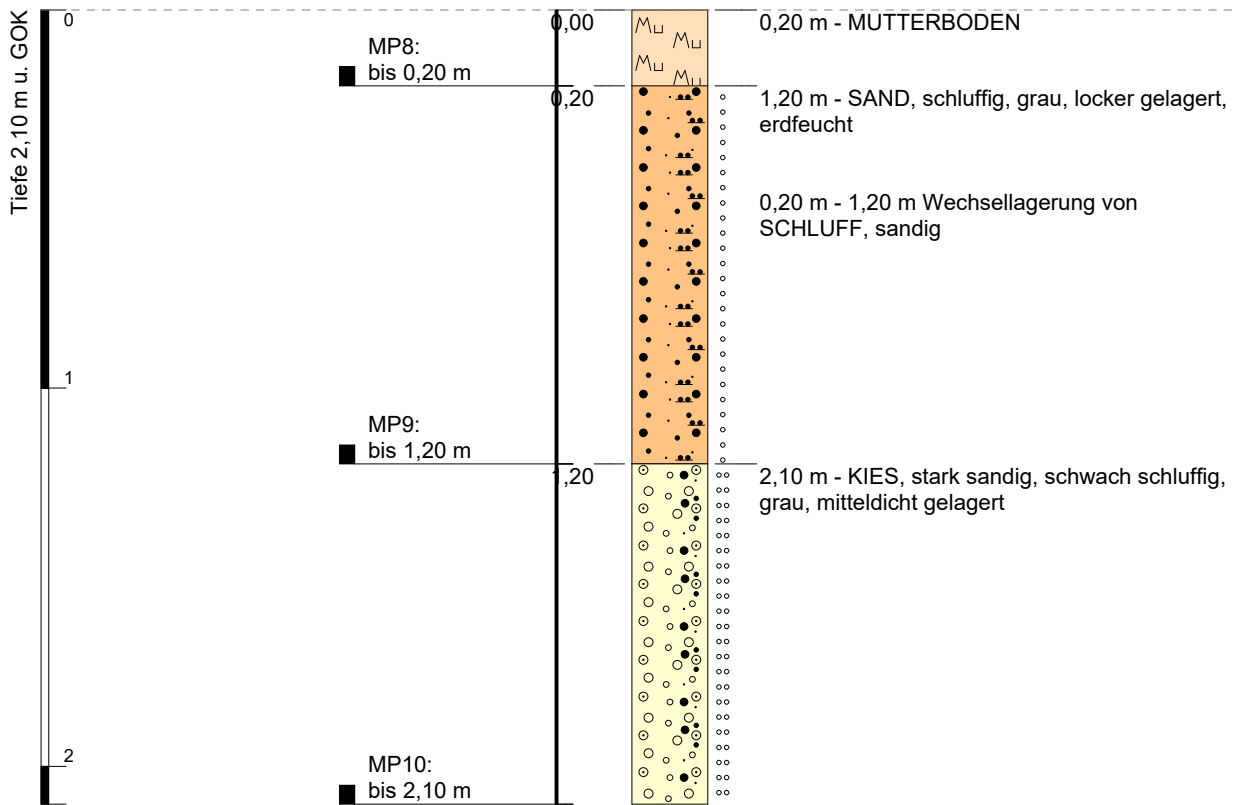 Tiefe 2,10 m u. GOK
0
0,00
0,20 m - MUTTERBODEN
MP8:
bis 0,20 m
0,20
1,20 m - SAND, schluffig, grau, locker gelagert,
erdfeucht
0,20 m - 1,20 m Wechsellagerung von
SCHLUFF, sandig
1
MP9:
bis 1,20 m
1,20
2,10 m - KIES, stark sandig, schwach schluffig,
grau, mitteldicht gelagert
2
MP10:
bis 2,10 m